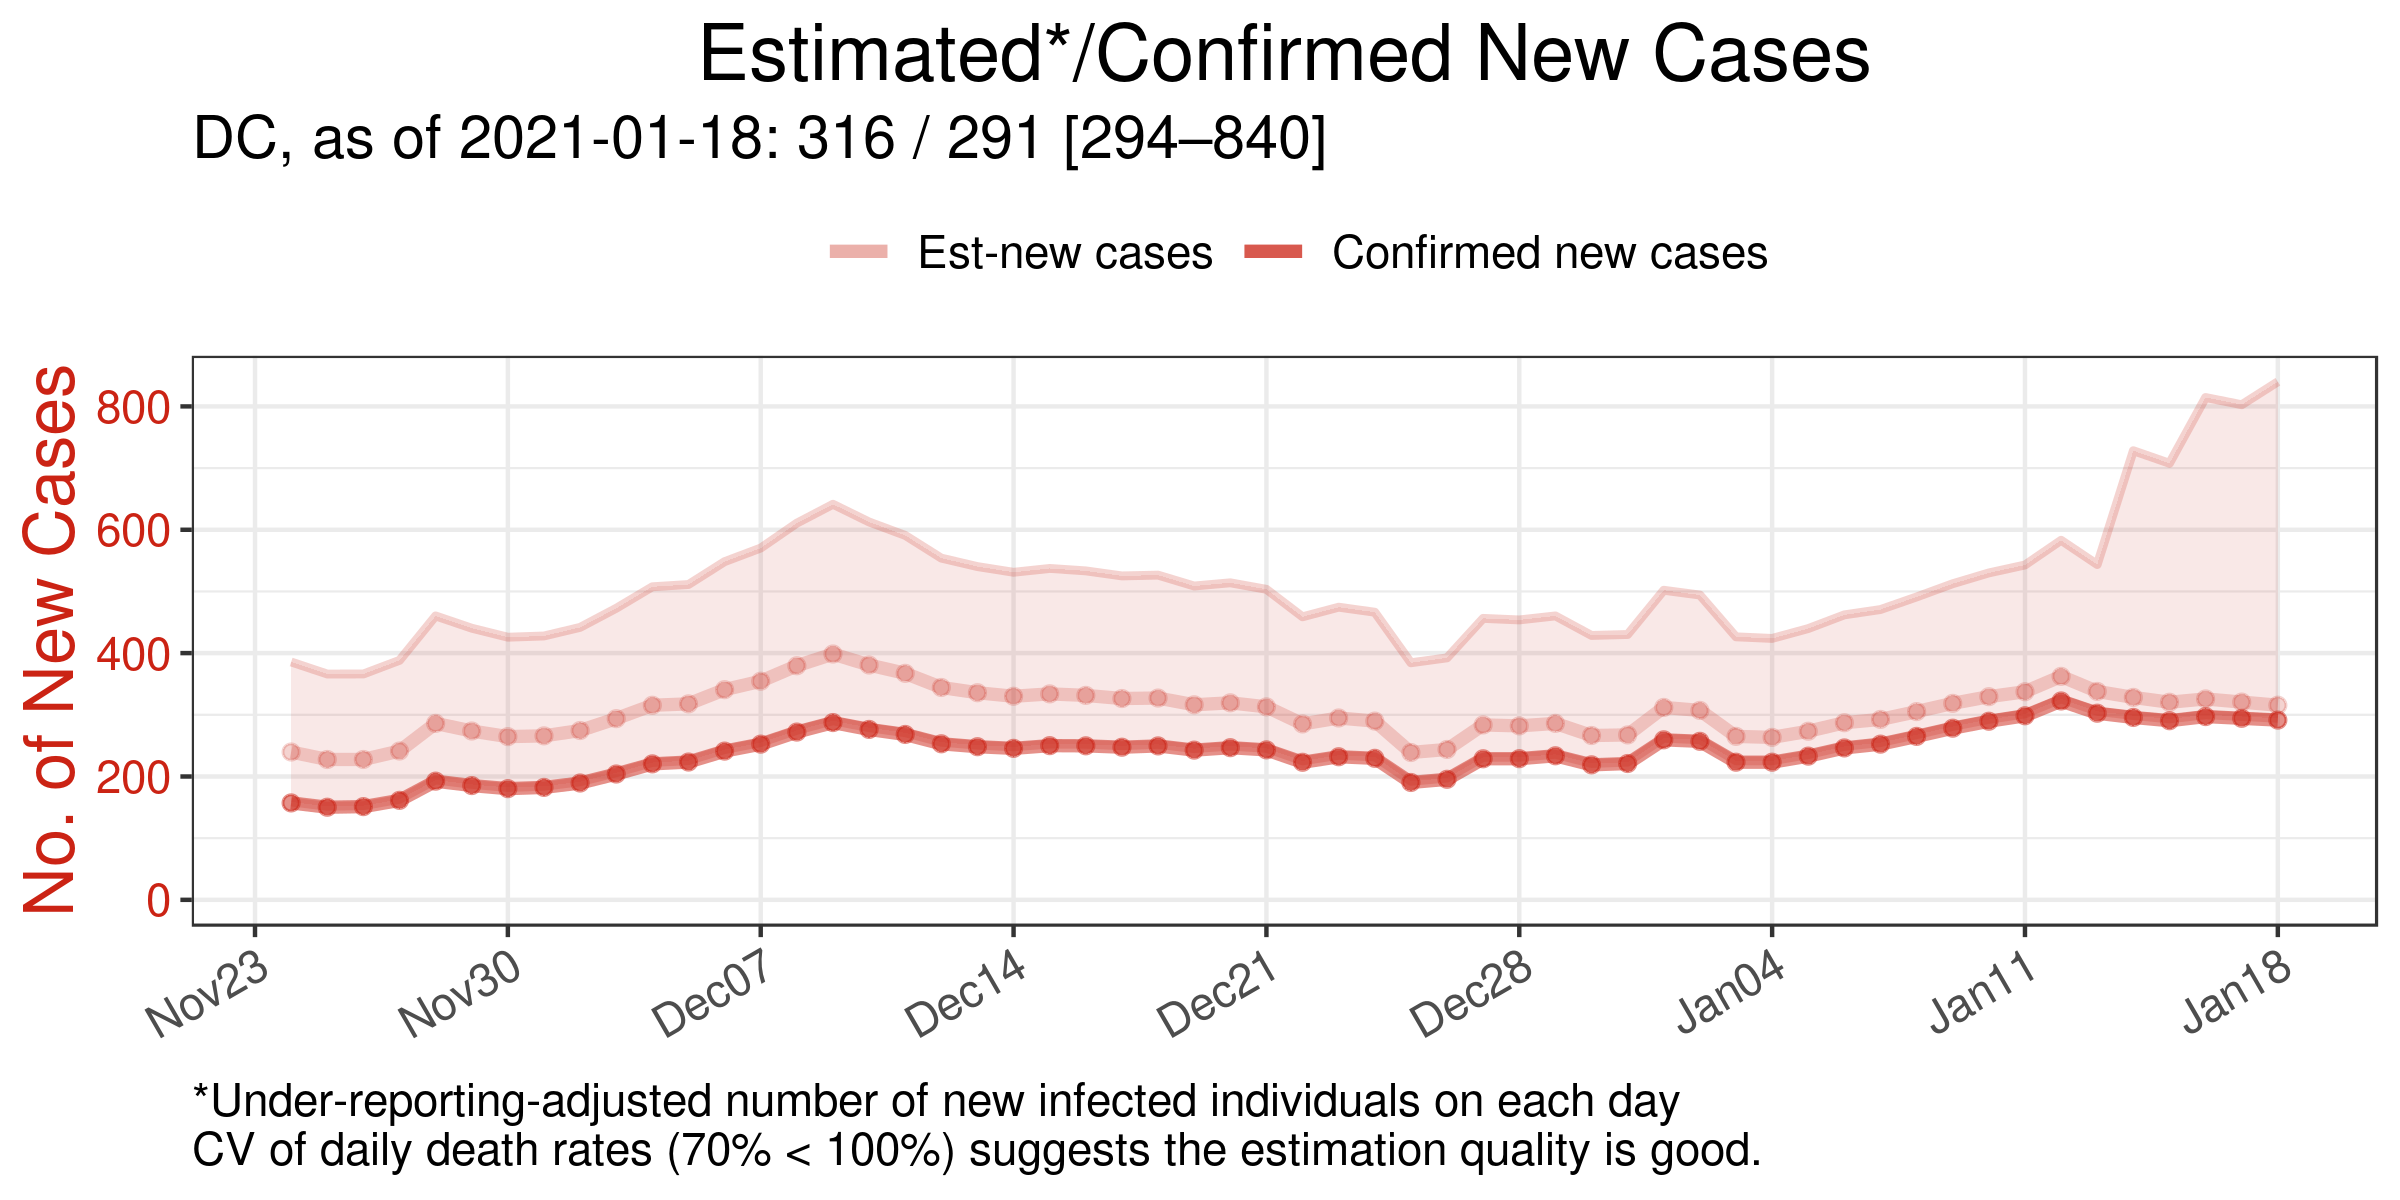 Estimated*/Confirmed New Cases
DC, as of 2021-01-18: 316 / 291 [294–840]
Est-new cases Confirmed new cases
No. of New Cases
800
600
400
200
0
Nov23 Nov30 Dec07 Dec14 Dec21 Dec28 Jan04 Jan11 Jan18
*Under-reporting-adjusted number of new infected individuals on each day
CV of daily death rates (70% < 100%) suggests the estimation quality is good.